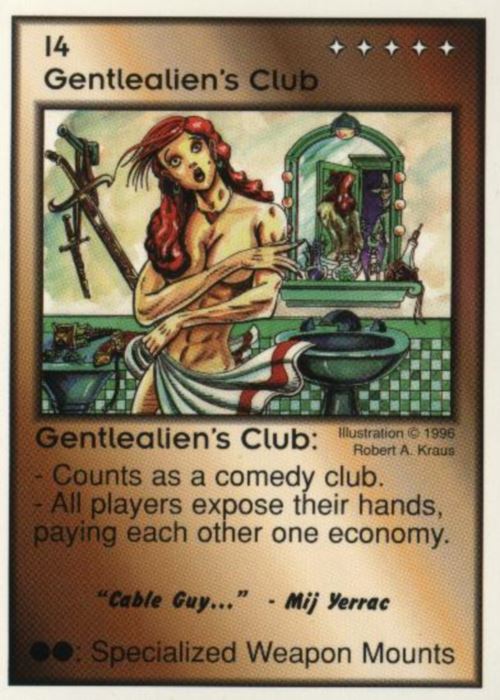 14
Gentlealien's Club
Gentlealien's Club:
Illustration © 1996
Robert A. Kraus
- Counts as a comedy club.
- All players expose their hands,
paying each other one economy.
"Cable Guy..." - Mij Yerrac
●●: Specialized Weapon Mounts